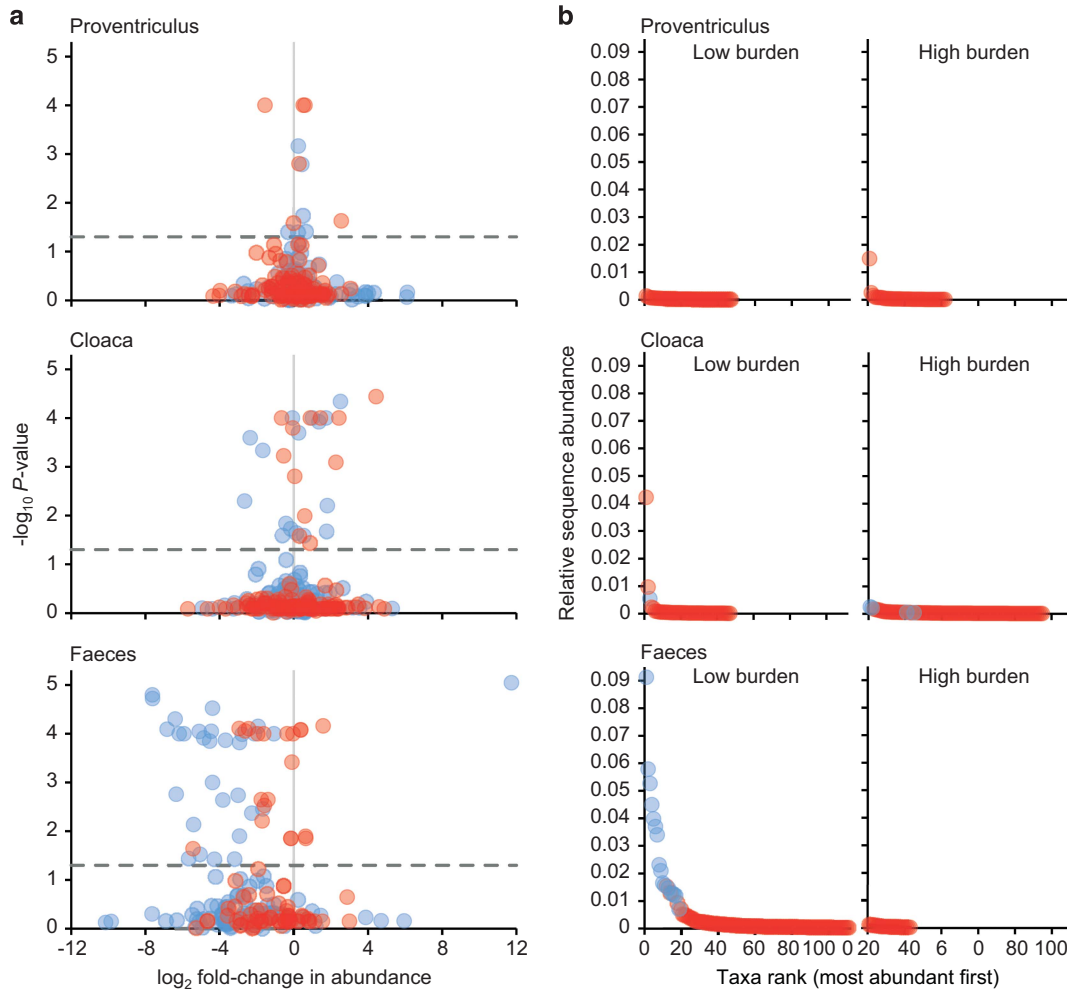 a
Proventriculus
5
4
3
2
1
0
Cloaca
5
4
3
2
1
0
Faeces
5
4
3
2
1
0
-log10 P-value
-12 -8 -4 0 4 8 12
log2 fold-change in abundance
b
Proventriculus
Low burden
High burden
0.09
0.08
0.07
0.06
0.05
0.04
0.03
0.02
0.01
0
Cloaca
Low burden
High burden
0.09
0.08
0.07
0.06
0.05
0.04
0.03
0.02
0.01
0
Faeces
Low burden
High burden
0.09
0.08
0.07
0.06
0.05
0.04
0.03
0.02
0.01
0
Relative sequence abundance
0 20 40 60 80 100 0 20 40 60 80 100
Taxa rank (most abundant first)